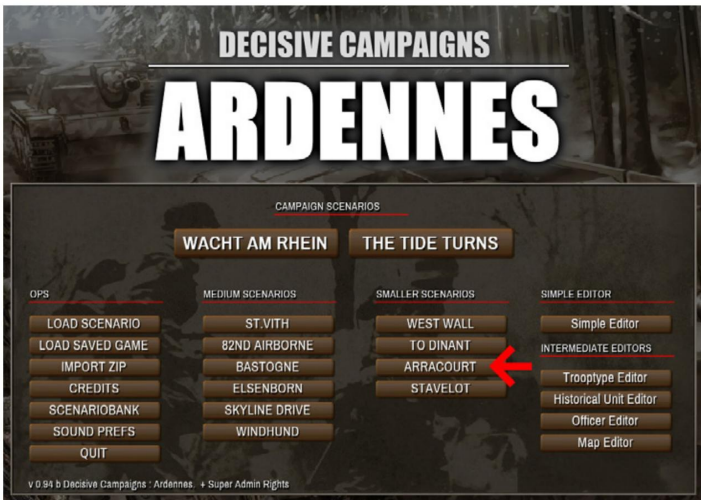 DECISIVE CAMPAIGNS
ARDENNES
CAMPAIGN SCENARIOS
WACHT AM RHEIN
THE TIDE TURNS
OPS
LOAD SCENARIO
LOAD SAVED GAME
IMPORT ZIP
CREDITS
SCENARIOBANK
SOUND PREFS
QUIT
MEDIUM SCENARIOS
ST.VITH
82ND AIRBORNE
BASTOGNE
ELSENBORN
SKYLINE DRIVE
WINDHUND
SMALLER SCENARIOS
WEST WALL
TO DINANT
ARRACOURT
STAVELOT
SIMPLE EDITOR
Simple Editor
INTERMEDIATE EDITORS
Trooptype Editor
Historical Unit Editor
Officer Editor
Map Editor
v 0.94 b Decisive Campaigns : Ardennes. + Super Admin Rights